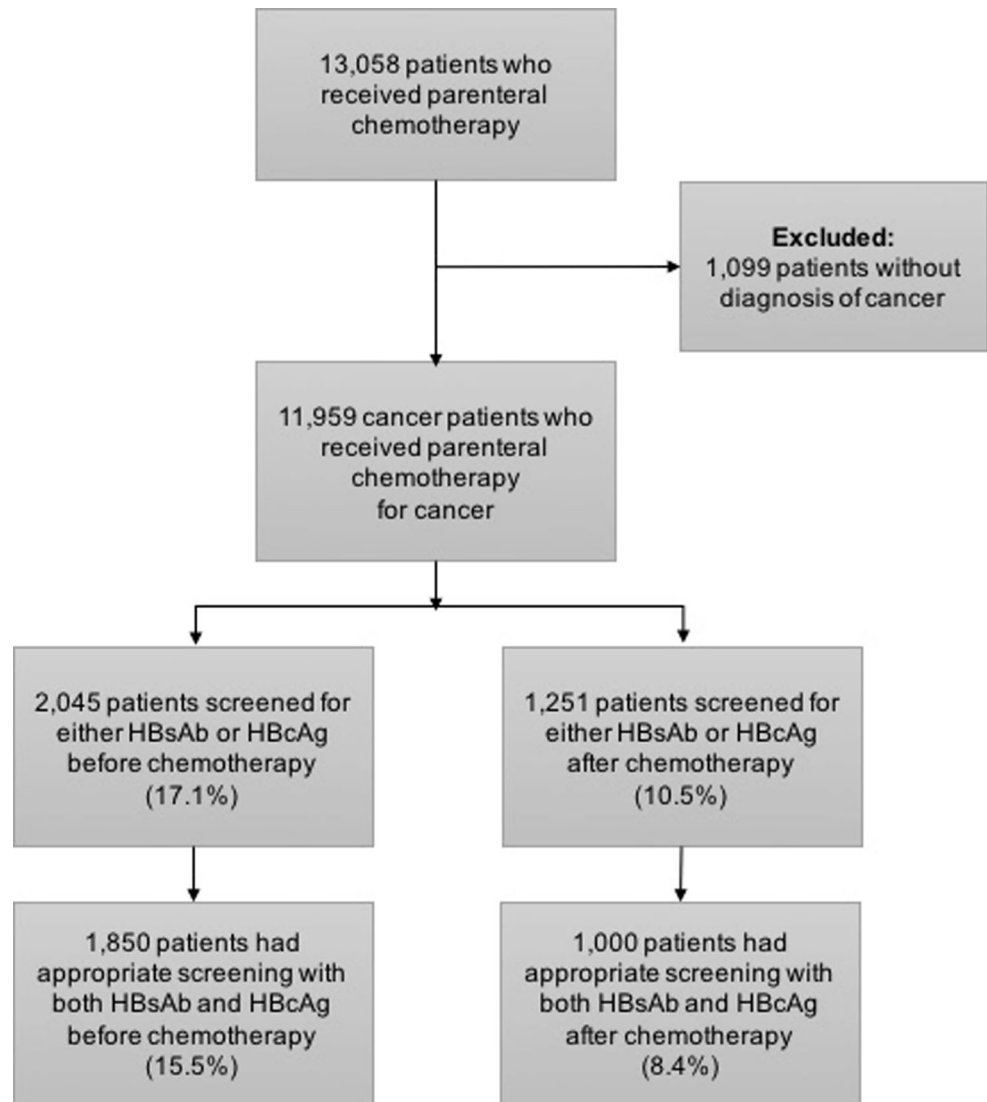 13,058 patients who
received parenteral
chemotherapy
Excluded:
1,099 patients without
diagnosis of cancer
11,959 cancer patients who
received parenteral
chemotherapy
for cancer
2,045 patients screened for
either HBsAb or HBcAg
before chemotherapy
(17.1%)
1,251 patients screened for
either HBsAb or HBcAg
after chemotherapy
(10.5%)
1,850 patients had
appropriate screening with
both HBsAb and HBcAg
before chemotherapy
(15.5%)
1,000 patients had
appropriate screening with
both HBsAb and HBcAg
after chemotherapy
(8.4%)